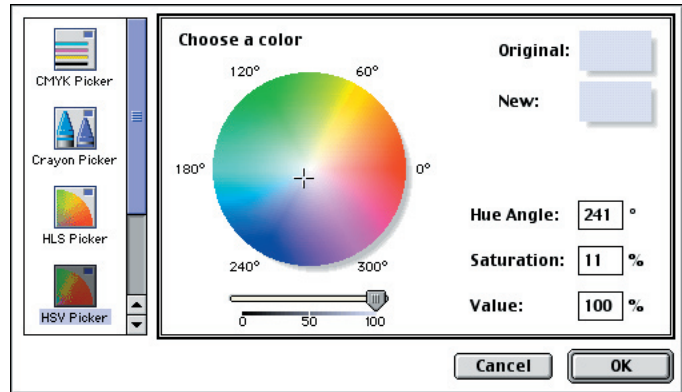 CMYK Picker
Crayon Picker
HLS Picker
HSV Picker
Choose a color
120° 60°
180° 0°
240° 300°
0 50 100
Original:
New:
Hue Angle: 241 °
Saturation: 11 %
Value: 100 %
Cancel OK